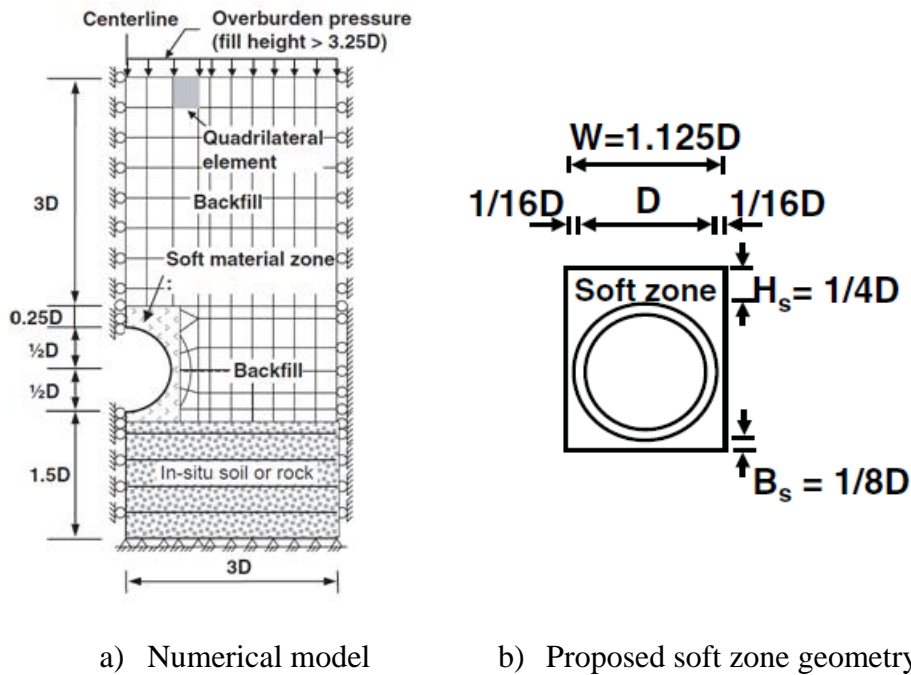 Centerline
Overburden pressure
(fill height > 3.25D)
Quadrilateral
element
Backfill
3D
Soft material zone
0.25D
½D
½D
Backfill
1.5D
In-situ soil or rock
3D
W=1.125D
1/16D
D
1/16D
Soft zone
Hs = 1/4D
Bs = 1/8D
a) Numerical model
b) Proposed soft zone geometry